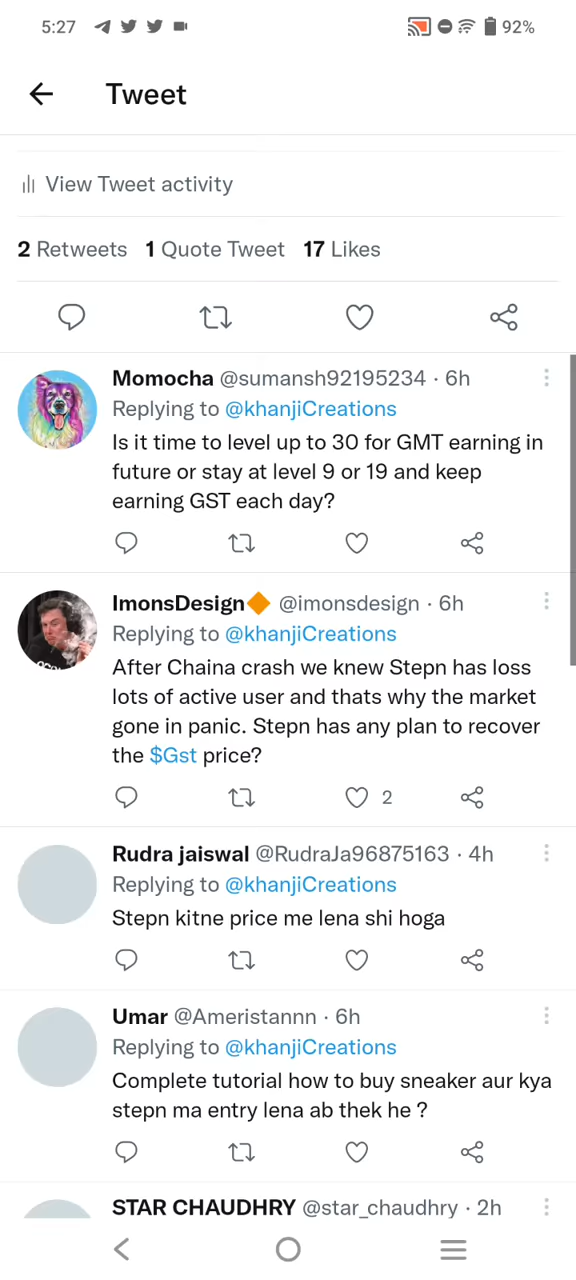 5:27 92%
Tweet
View Tweet activity
2 Retweets 1 Quote Tweet 17 Likes
Momocha @sumansh92195234 · 6h
Replying to @khanjiCreations
Is it time to level up to 30 for GMT earning in
future or stay at level 9 or 19 and keep
earning GST each day?
ImonsDesign🔶 @imonsdesign · 6h
Replying to @khanjiCreations
After Chaina crash we knew Stepn has loss
lots of active user and thats why the market
gone in panic. Stepn has any plan to recover
the $Gst price?
2
Rudra jaiswal @RudraJa96875163 · 4h
Replying to @khanjiCreations
Stepn kitne price me lena shi hoga
Umar @Ameristannn · 6h
Replying to @khanjiCreations
Complete tutorial how to buy sneaker aur kya
stepn ma entry lena ab thek he ?
STAR CHAUDHRY @star_chaudhry · 2h